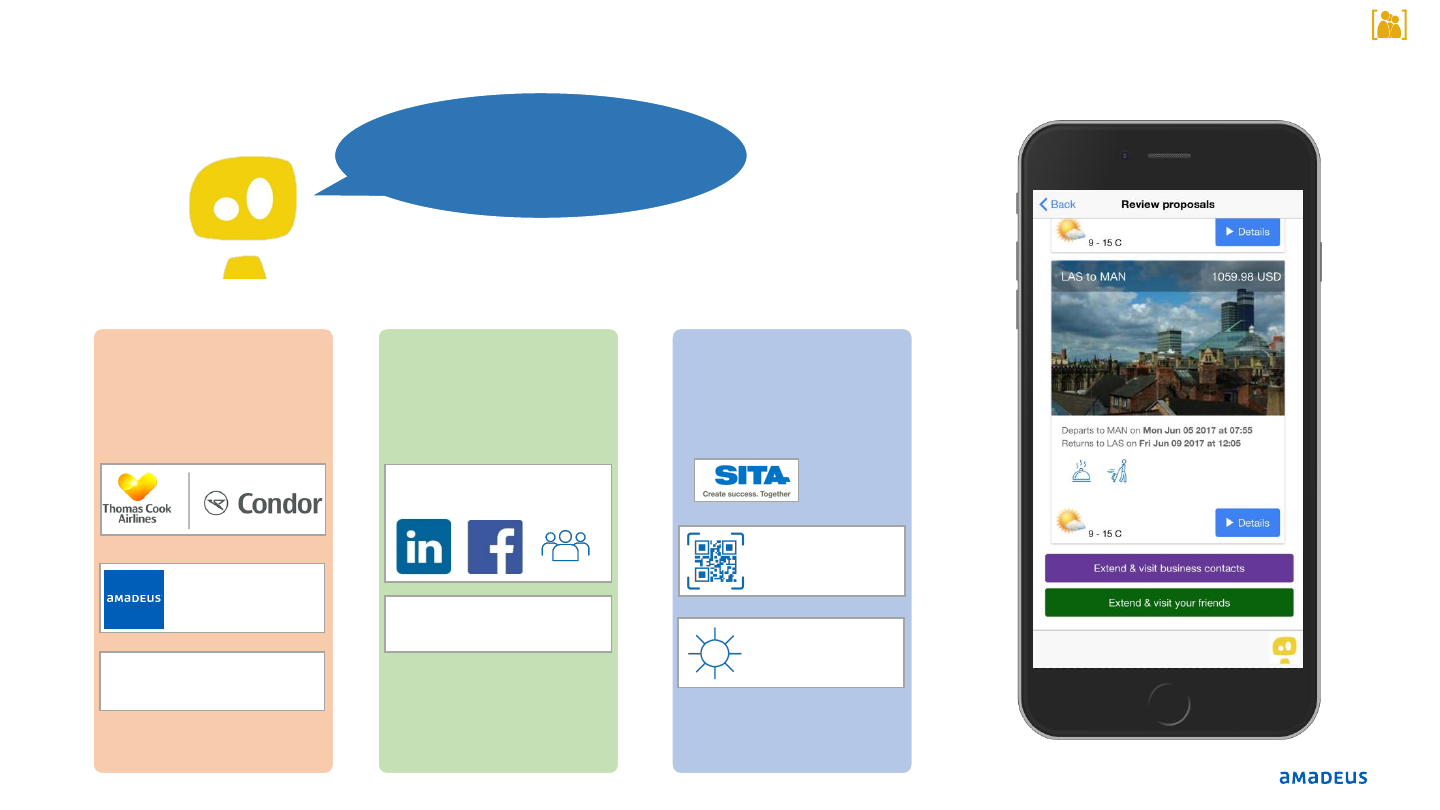 Thomas Cook
Airlines
Condor
amadeus
in
f
SITA
Create success. Together
Back
Review proposals
9 - 15 C
Details
LAS to MAN
1059.98 USD
Departs to MAN on Mon Jun 05 2017 at 07:55
Returns to LAS on Fri Jun 09 2017 at 12:05
9 - 15 C
Details
Extend & visit business contacts
Extend & visit your friends
amadeus